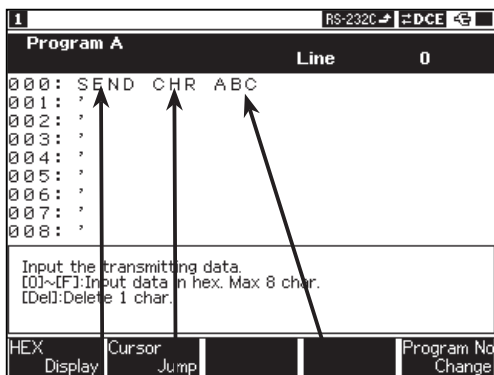 1 RS-232C ⇄DCE
Program A
Line 0
000: SEND CHR ABC
001: ’
002: ’
003: ’
004: ’
005: ’
006: ’
007: ’
008: ’
Input the transmitting data.
[0]~[F]:Input data in hex. Max 8 char.
[Del]:Delete 1 char.
HEX Cursor Program No
Display Jump Change